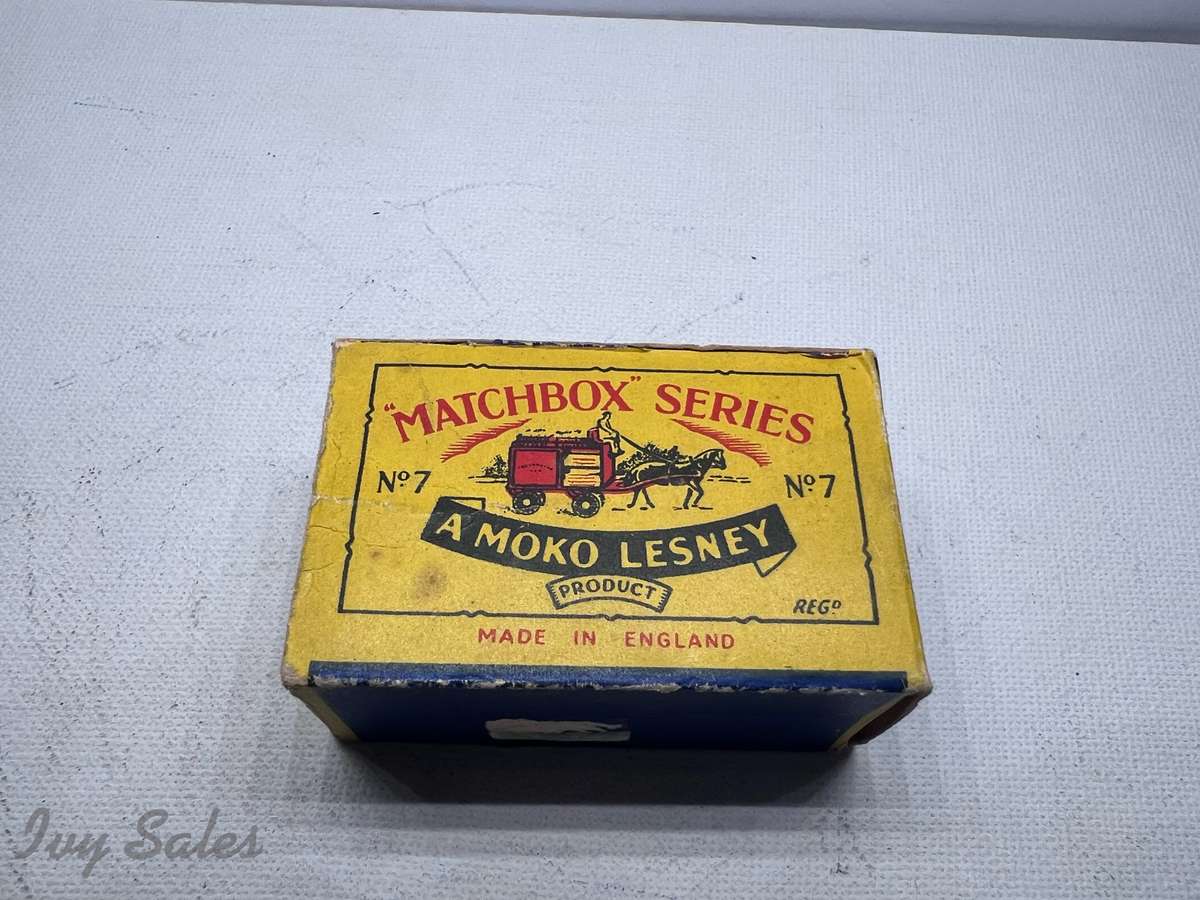 "MATCHBOX" SERIES
Nº7
Nº7
A MOKO LESNEY
PRODUCT
REGD
MADE IN ENGLAND
Ivy Sales